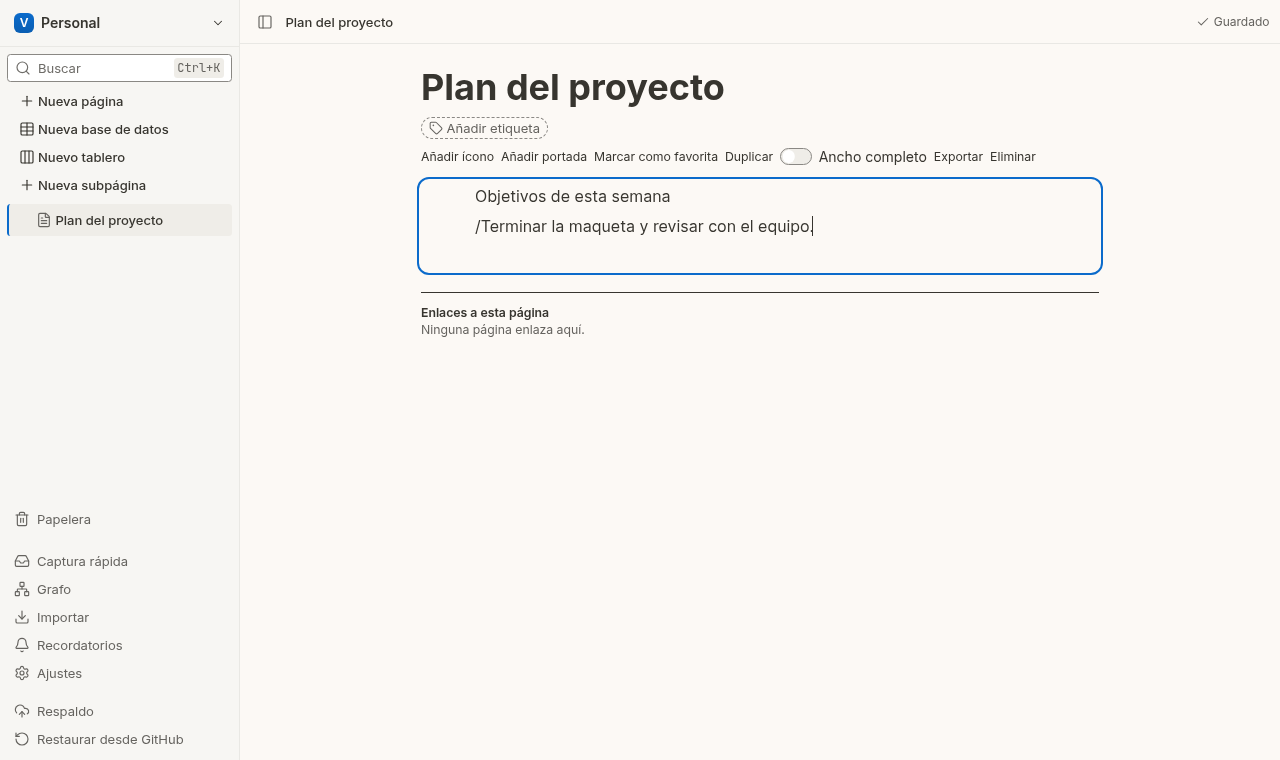 V Personal
Buscar Ctrl+K
Nueva página
Nueva base de datos
Nuevo tablero
Nueva subpágina
Plan del proyecto
Papelera
Captura rápida
Grafo
Importar
Recordatorios
Ajustes
Respaldo
Restaurar desde GitHub
Plan del proyecto
Guardado
Plan del proyecto
Añadir etiqueta
Añadir ícono Añadir portada Marcar como favorita Duplicar Ancho completo Exportar Eliminar
Objetivos de esta semana
/Terminar la maqueta y revisar con el equipo.
Enlaces a esta página
Ninguna página enlaza aquí.